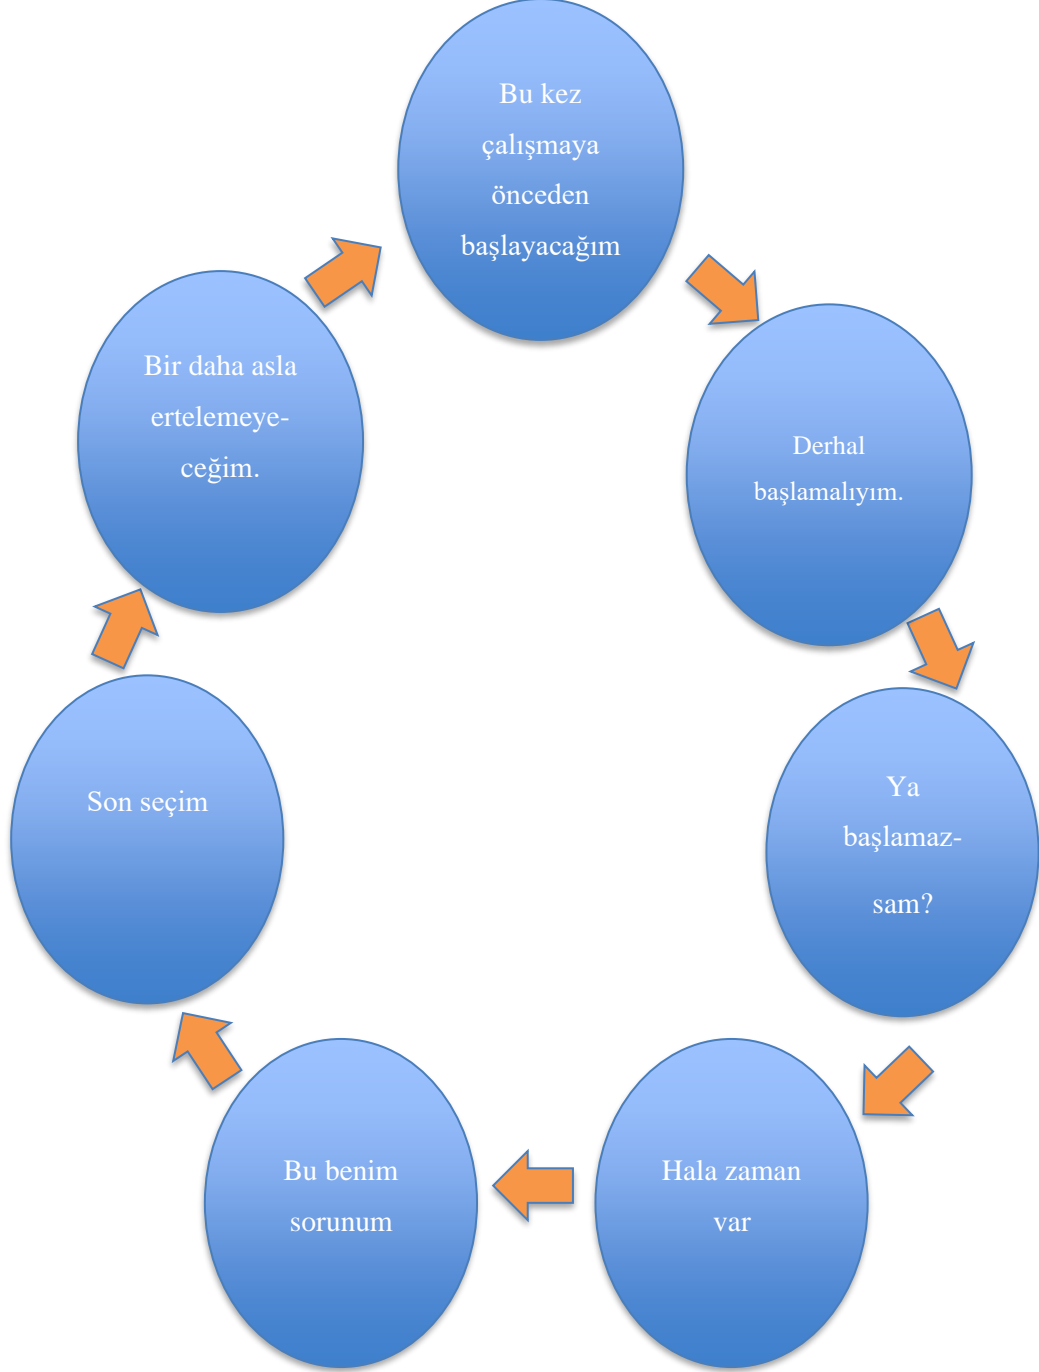 Bu kez
çalışmaya
önceden
başlayacağım
Derhal
başlamalıyım.
Ya
başlamaz-
sam?
Hala zaman
var
Bu benim
sorunum
Son seçim
Bir daha asla
ertelemeye-
ceğim.